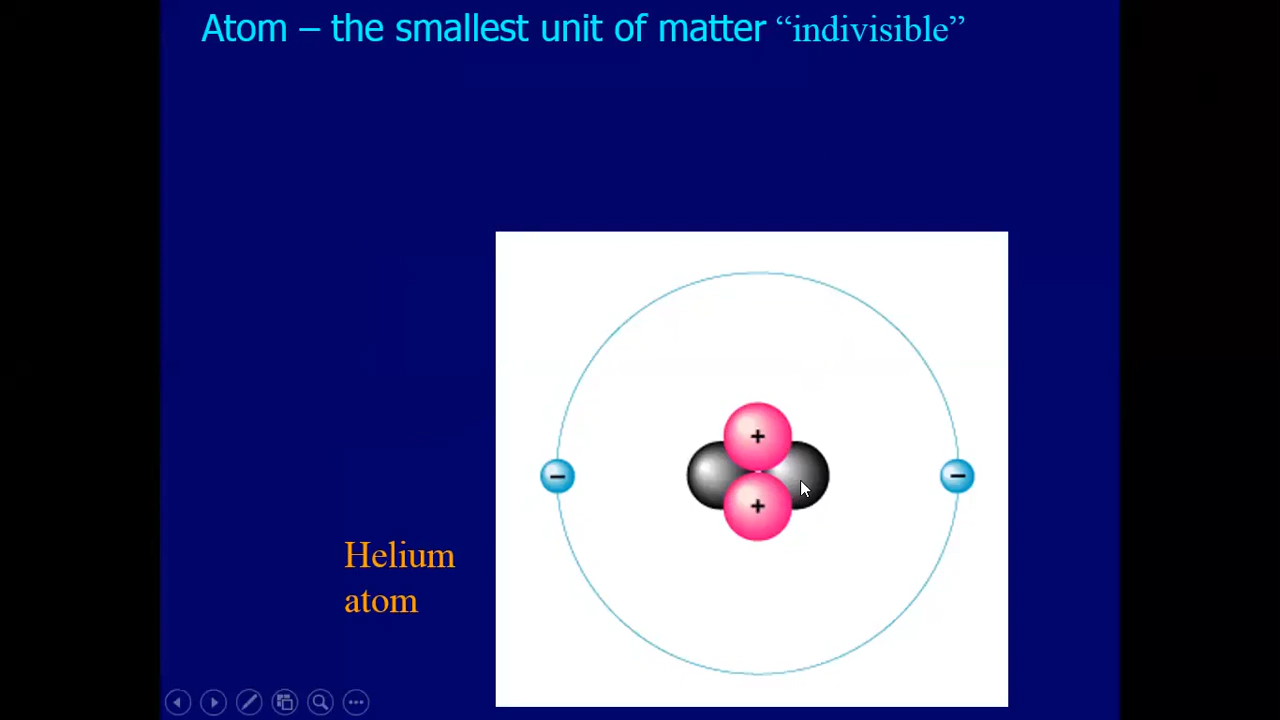 Atom – the smallest unit of matter “indivisible”
+
− −
+
Helium
atom